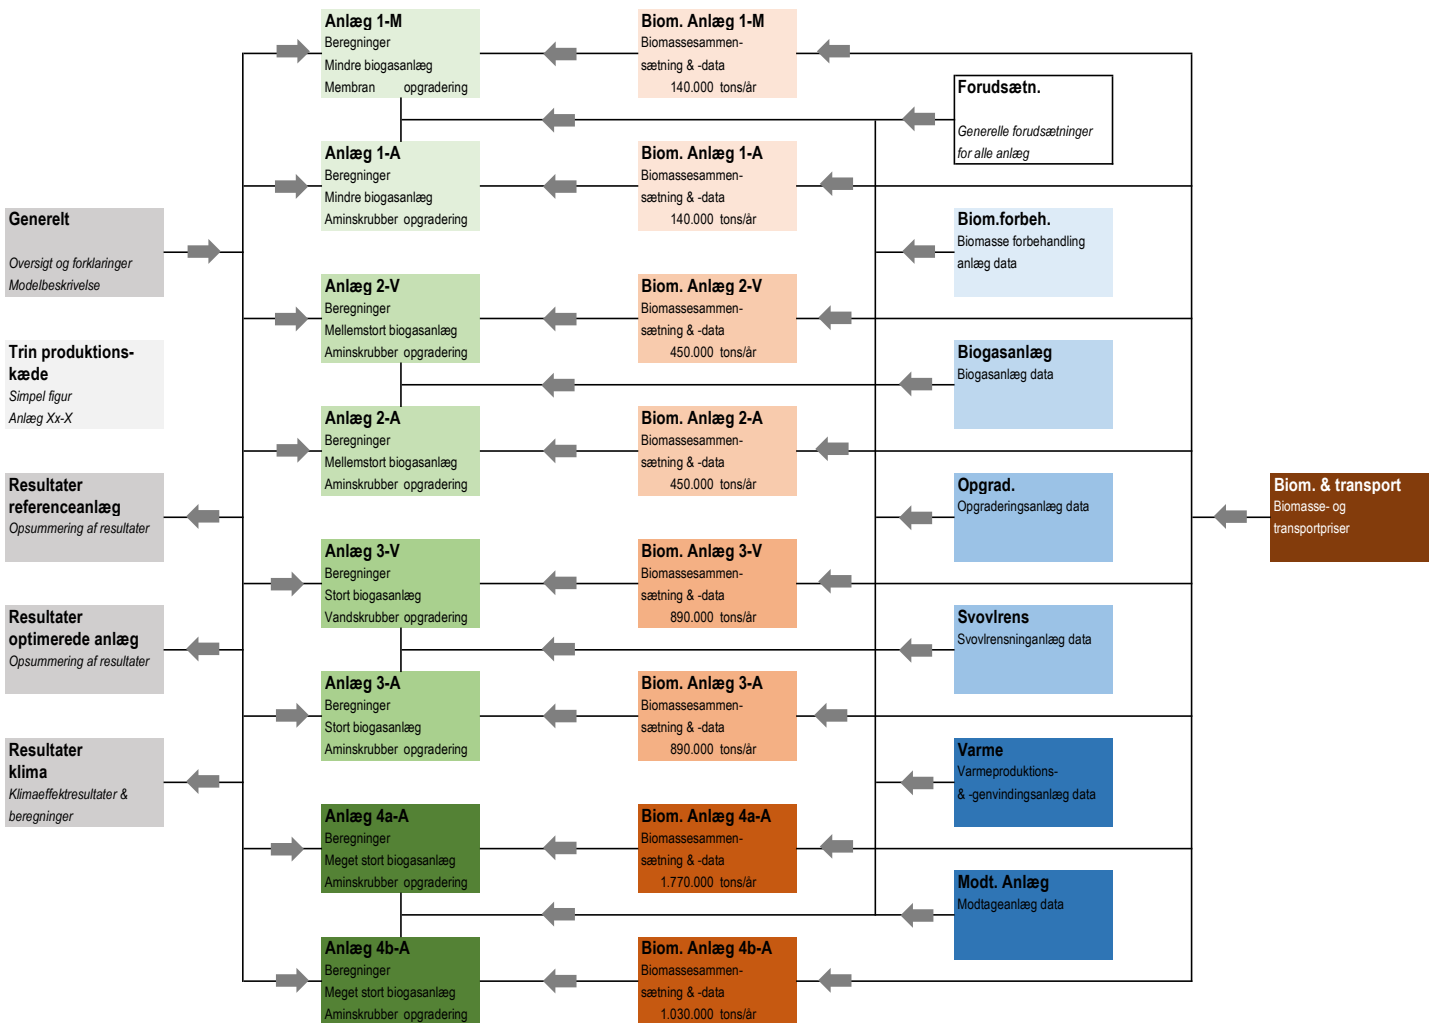 Generelt
Oversigt og forklaringer
Modelbeskrivelse
Trin produktions-
kæde
Simpel figur
Anlæg Xx-X
Resultater
referenceanlæg
Opsummering af resultater
Resultater
optimerede anlæg
Opsummering af resultater
Resultater
klima
Klimaeffektresultater &
beregninger
Anlæg 1-M
Beregninger
Mindre biogasanlæg
Membran opgradering
Anlæg 1-A
Beregninger
Mindre biogasanlæg
Aminskrubber opgradering
Anlæg 2-V
Beregninger
Mellemstort biogasanlæg
Aminskrubber opgradering
Anlæg 2-A
Beregninger
Mellemstort biogasanlæg
Aminskrubber opgradering
Anlæg 3-V
Beregninger
Stort biogasanlæg
Vandskrubber opgradering
Anlæg 3-A
Beregninger
Stort biogasanlæg
Aminskrubber opgradering
Anlæg 4a-A
Beregninger
Meget stort biogasanlæg
Aminskrubber opgradering
Anlæg 4b-A
Beregninger
Meget stort biogasanlæg
Aminskrubber opgradering
Biom. Anlæg 1-M
Biomassesammen-
sætning & -data
140.000 tons/år
Biom. Anlæg 1-A
Biomassesammen-
sætning & -data
140.000 tons/år
Biom. Anlæg 2-V
Biomassesammen-
sætning & -data
450.000 tons/år
Biom. Anlæg 2-A
Biomassesammen-
sætning & -data
450.000 tons/år
Biom. Anlæg 3-V
Biomassesammen-
sætning & -data
890.000 tons/år
Biom. Anlæg 3-A
Biomassesammen-
sætning & -data
890.000 tons/år
Biom. Anlæg 4a-A
Biomassesammen-
sætning & -data
1.770.000 tons/år
Biom. Anlæg 4b-A
Biomassesammen-
sætning & -data
1.030.000 tons/år
Forudsætn.
Generelle forudsætninger
for alle anlæg
Biom.forbeh.
Biomasse forbehandling
anlæg data
Biogasanlæg
Biogasanlæg data
Opgrad.
Opgraderingsanlæg data
Svovlrens
Svovlrensninganlæg data
Varme
Varmeproduktions-
& -genvindingsanlæg data
Modt. Anlæg
Modtageanlæg data
Biom. & transport
Biomasse- og
transportpriser